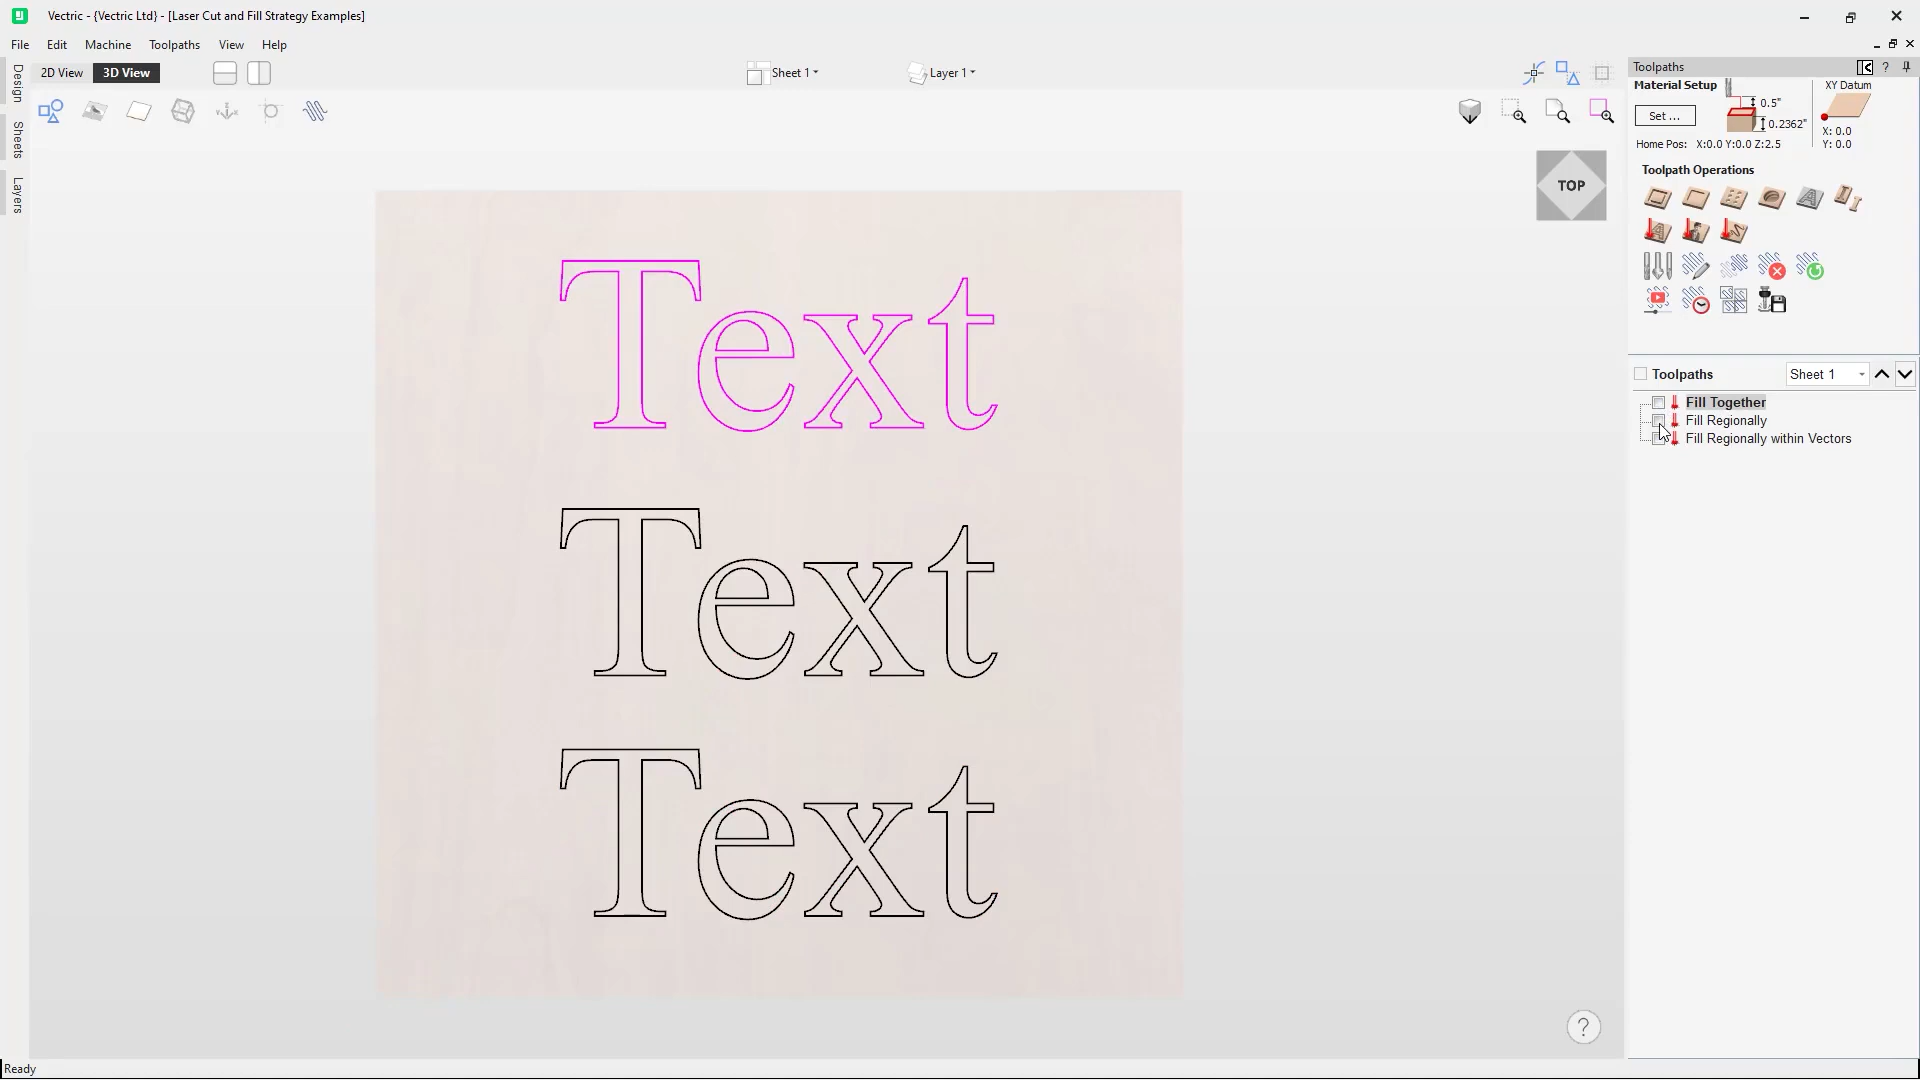 Vectric - {Vectric Ltd} - [Laser Cut and Fill Strategy Examples]
File Edit Machine Toolpaths View Help
2D View 3D View Sheet 1 Layer 1
Design
Sheets
Layers
TOP
Text
Text
Text
?
Toolpaths ?
Material Setup XY Datum
Set ... 0.5"
0.2362"
X: 0.0
Y: 0.0
Home Pos: X:0.0 Y:0.0 Z:2.5
Toolpath Operations
Toolpaths Sheet 1
Fill Together
Fill Regionally
Fill Regionally within Vectors
Ready